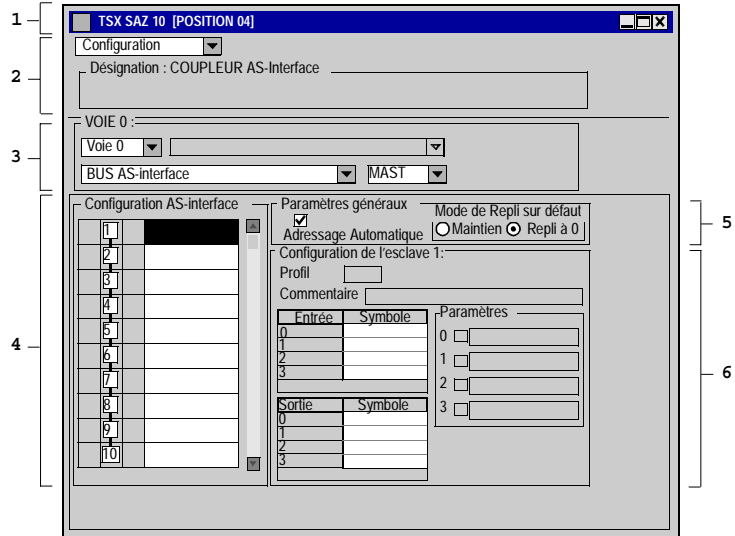 1
TSX SAZ 10 [POSITION 04]
2
Configuration
Désignation : COUPLEUR AS-Interface
3
VOIE 0 :
Voie 0
BUS AS-interface
MAST
4
Configuration AS-interface
1
2
3
4
5
6
7
8
9
10
5
Paramètres généraux
Adressage Automatique
Mode de Repli sur défaut
Maintien
Repli à 0
6
Configuration de l'esclave 1:
Profil
Commentaire
Entrée Symbole
0
1
2
3
Sortie Symbole
0
1
2
3
Paramètres
0
1
2
3